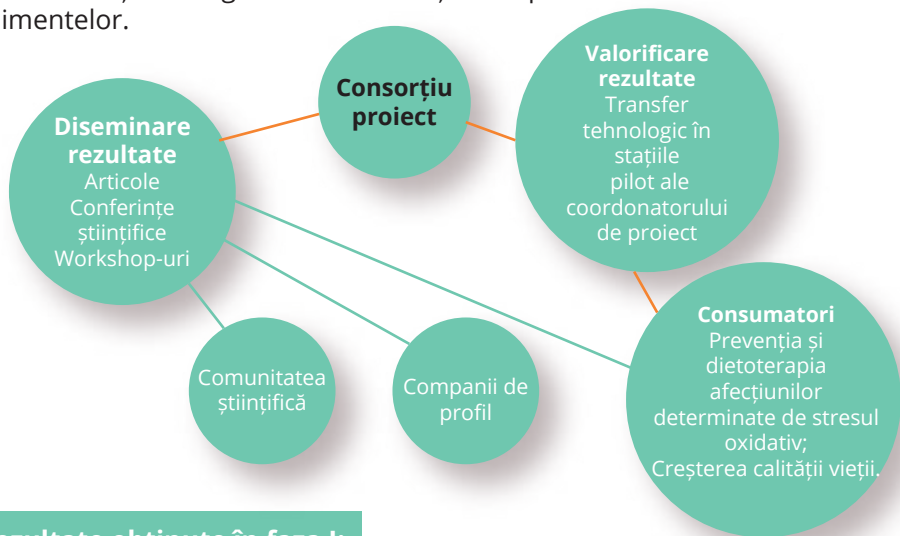 imentelor.
Consorțiu
proiect
Diseminare
rezultate
Articole
Conferințe
științifice
Workshop-uri
Valorificare
rezultate
Transfer
tehnologic în
stațiile
pilot ale
coordonatorului
de proiect
Comunitatea
științifică
Companii de
profil
Consumatori
Prevenția și
dietoterapia
afecțiunilor
determinate de stresul
oxidativ;
Creșterea calității vieții.